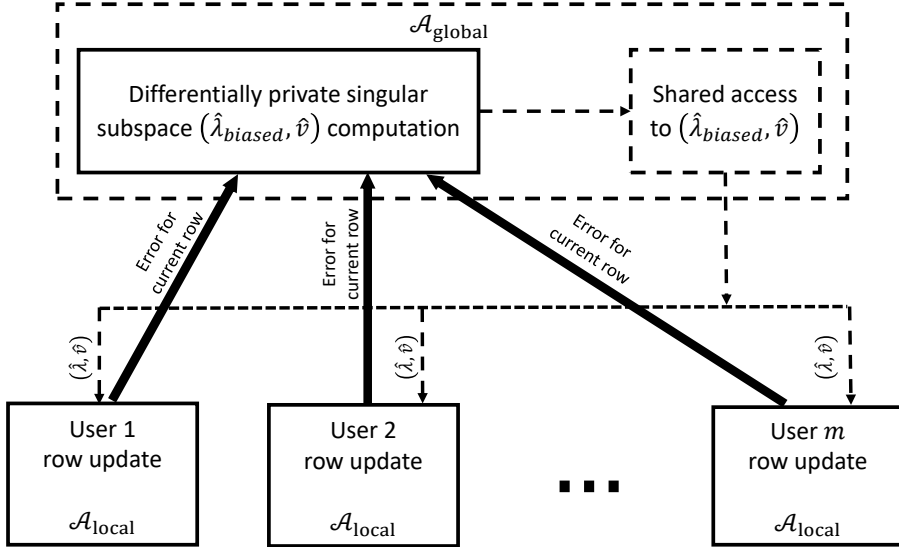 𝒜global
Differentially private singular
subspace (λ̂biased, v̂) computation
Shared access
to (λ̂biased, v̂)
Error for
current row
Error for
current row
Error for
current row
(λ̂, v̂)
(λ̂, v̂)
(λ̂, v̂)
User 1
row update
𝒜local
User 2
row update
𝒜local
...
User m
row update
𝒜local